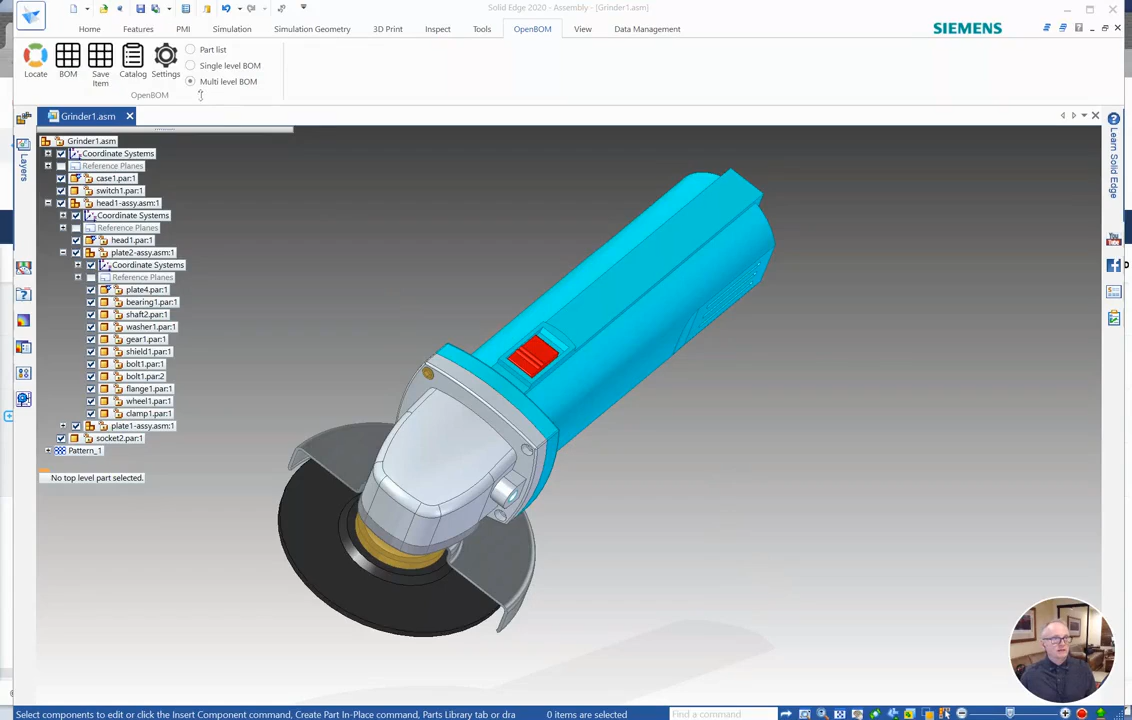 Solid Edge 2020 - Assembly - [Grinder1.asm]
Home Features PMI Simulation Simulation Geometry 3D Print Inspect Tools OpenBOM View Data Management
SIEMENS
Locate BOM Save Item Catalog Settings
Part list
Single level BOM
Multi level BOM
OpenBOM
Grinder1.asm
Grinder1.asm
Coordinate Systems
Reference Planes
case1.par:1
switch1.par:1
head1-assy.asm:1
Coordinate Systems
Reference Planes
head1.par:1
plate2-assy.asm:1
Coordinate Systems
Reference Planes
plate4.par:1
bearing1.par:1
shaft2.par:1
washer1.par:1
gear1.par:1
shield1.par:1
bolt1.par:1
bolt1.par:2
flange1.par:1
wheel1.par:1
clamp1.par:1
plate1-assy.asm:1
socket2.par:1
Pattern_1
No top level part selected.
Layers
Learn Solid Edge
You Tube
Select components to edit or click the Insert Component command, Create Part In-Place command, Parts Library tab or dra
0 items are selected
Find a command